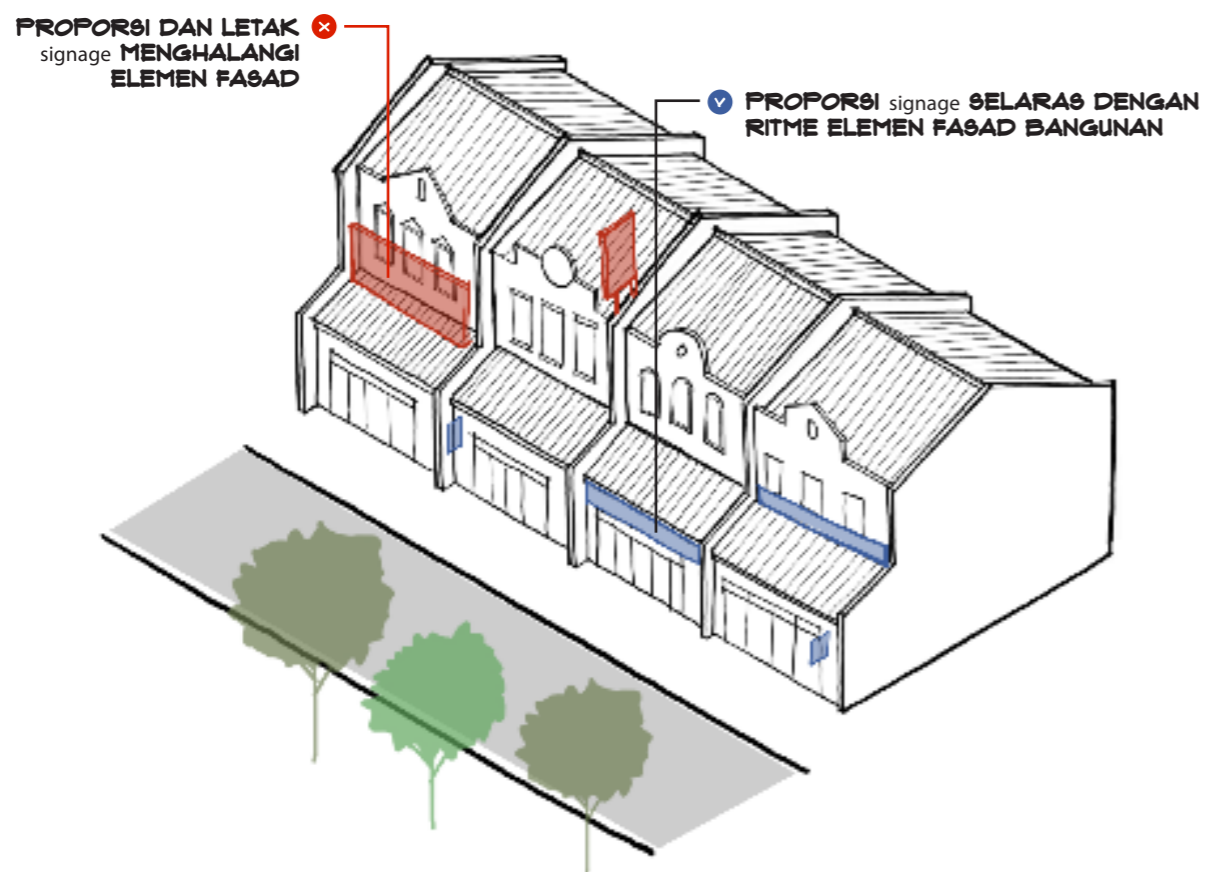 PROPORSI DAN LETAK
signage MENGHALANGI
ELEMEN FASAD
PROPORSI signage SELARAS DENGAN
RITME ELEMEN FASAD BANGUNAN